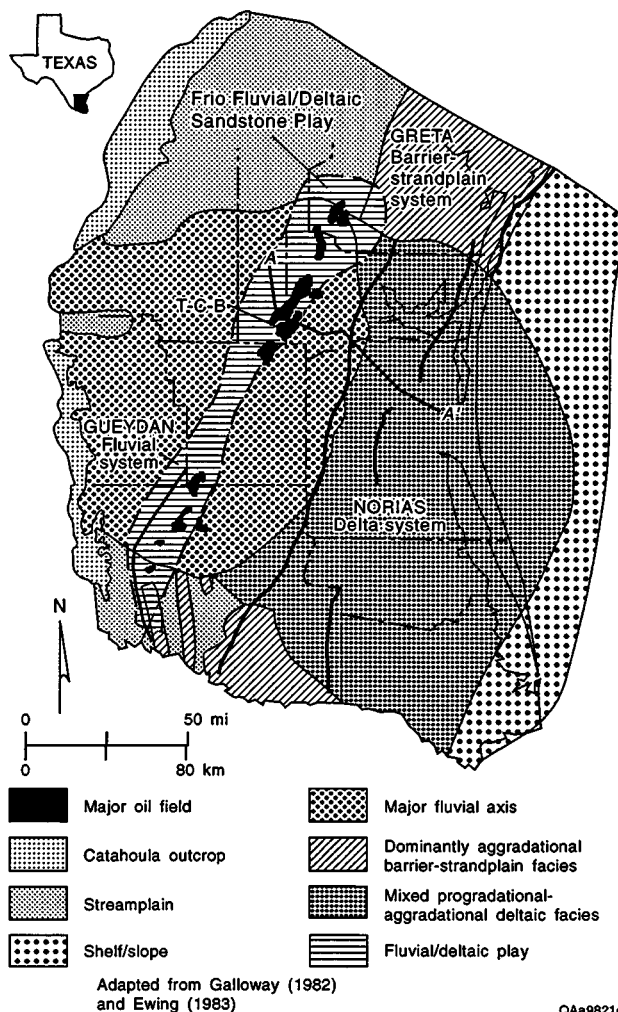 TEXAS
Frio Fluvial/Deltaic
Sandstone Play
GRETA
Barrier-
strandplain
system
A
T-C-B
A'
GUEYDAN
Fluvial
system
NORIAS
Delta system
N
0 50 mi
0 80 km
Major oil field
Major fluvial axis
Catahoula outcrop
Dominantly aggradational
barrier-strandplain facies
Streamplain
Mixed progradational-
aggradational deltaic facies
Shelf/slope
Fluvial/deltaic play
Adapted from Galloway (1982)
and Ewing (1983)